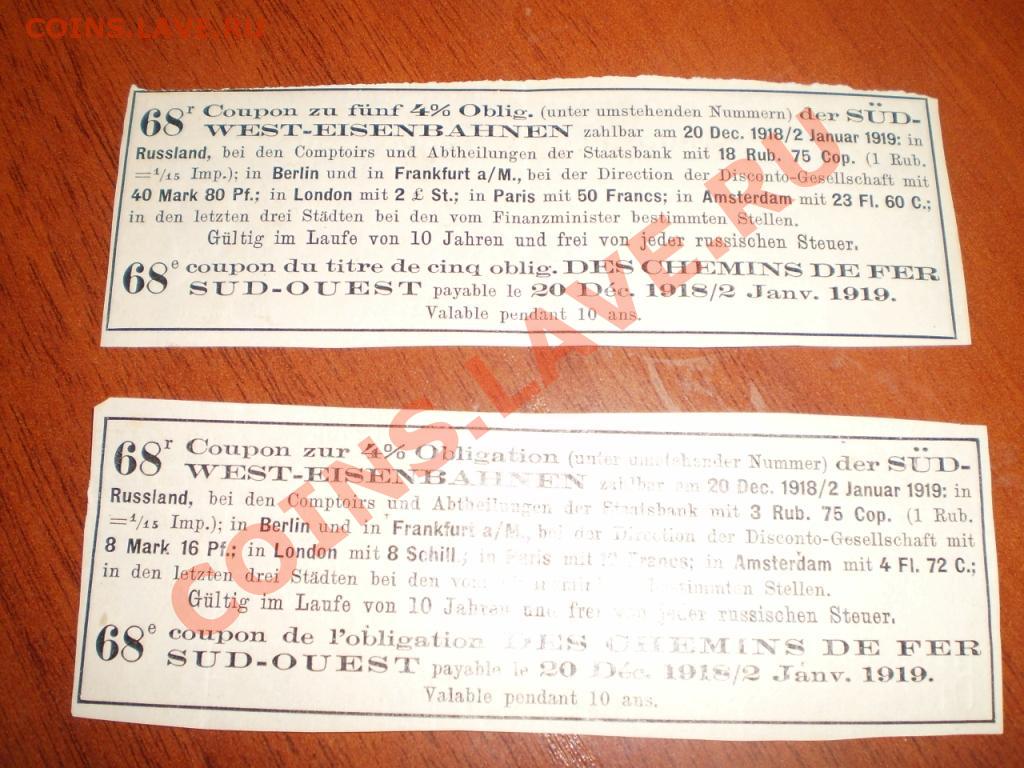 COINS.LAVE.RU
68r Coupon zu fünf 4% Oblig. (unter umstehenden Nummern) der SÜD-
WEST-EISENBAHNEN zahlbar am 20 Dec. 1918/2 Januar 1919: in
Russland, bei den Comptoirs und Abtheilungen der Staatsbank mit 18 Rub. 75 Cop. (1 Rub.
=1/15 Imp.); in Berlin und in Frankfurt a/M., bei der Direction der Disconto-Gesellschaft mit
40 Mark 80 Pf.; in London mit 2 £ St.; in Paris mit 50 Francs; in Amsterdam mit 23 Fl. 60 C.;
in den letzten drei Städten bei den vom Finanzminister bestimmten Stellen.
Gültig im Laufe von 10 Jahren und frei von jeder russischen Steuer.
68e coupon du titre de cinq oblig. DES CHEMINS DE FER
SUD-OUEST payable le 20 Déc. 1918/2 Janv. 1919.
Valable pendant 10 ans.
COINS.LAVE.RU
68r Coupon zur 4% Obligation (unter umstehender Nummer) der SÜD-
WEST-EISENBAHNEN zahlbar am 20 Dec. 1918/2 Januar 1919: in
Russland, bei den Comptoirs und Abtheilungen der Staatsbank mit 3 Rub. 75 Cop. (1 Rub.
=1/15 Imp.); in Berlin und in Frankfurt a/M., bei der Direction der Disconto-Gesellschaft mit
8 Mark 16 Pf.; in London mit 8 Schill.; in Paris mit Francs; in Amsterdam mit 4 Fl. 72 C.;
in den letzten drei Städten bei den vom bestimmten Stellen.
Gültig im Laufe von 10 Jahren und frei von jeder russischen Steuer.
68e coupon de l'obligation DES CHEMINS DE FER
SUD-OUEST payable le 20 Déc. 1918/2 Janv. 1919.
Valable pendant 10 ans.